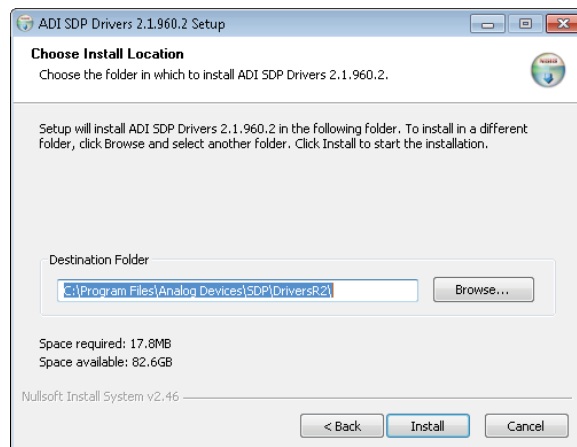 ADI SDP Drivers 2.1.960.2 Setup
Choose Install Location
Choose the folder in which to install ADI SDP Drivers 2.1.960.2.
Setup will install ADI SDP Drivers 2.1.960.2 in the following folder. To install in a different
folder, click Browse and select another folder. Click Install to start the installation.
Destination Folder
C:\Program Files\Analog Devices\SDP\DriversR2\
Browse...
Space required: 17.8MB
Space available: 82.6GB
Nullsoft Install System v2.46
< Back
Install
Cancel